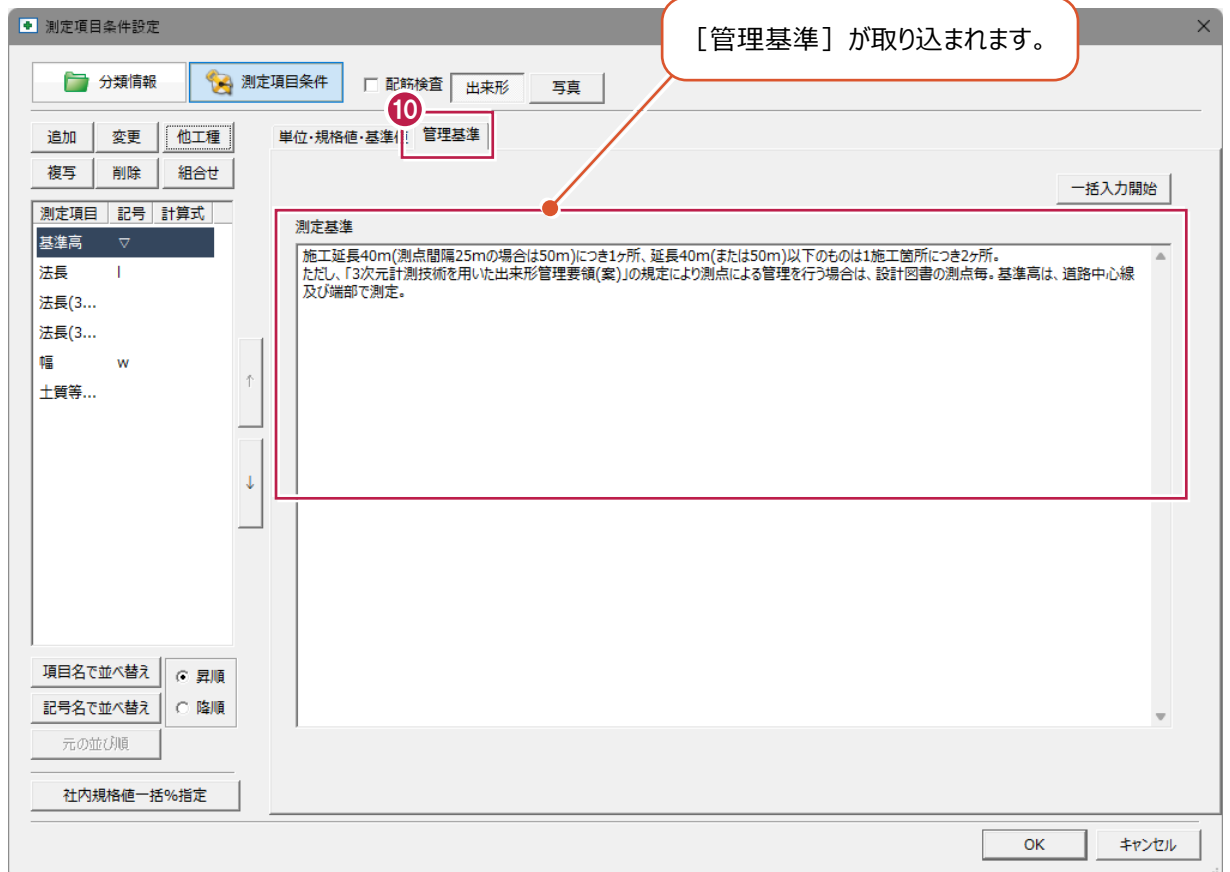 測定項目条件設定
［管理基準］が取り込まれます。
分類情報
測定項目条件
配筋検査
出来形
写真
10
追加
変更
他工種
複写
削除
組合せ
単位・規格値・基準値
管理基準
一括入力開始
測定項目 記号 計算式
基準高 ▽
法長 l
法長(3...
法長(3...
幅 w
土質等...
↑
↓
測定基準
施工延長40m(測点間隔25mの場合は50m)につき1ヶ所、延長40m(または50m)以下のものは1施工箇所につき2ヶ所。
ただし、「3次元計測技術を用いた出来形管理要領(案)」の規定により測点による管理を行う場合は、設計図書の測点毎。基準高は、道路中心線
及び端部で測定。
項目名で並べ替え
記号名で並べ替え
昇順
降順
元の並び順
社内規格値一括%指定
OK
キャンセル